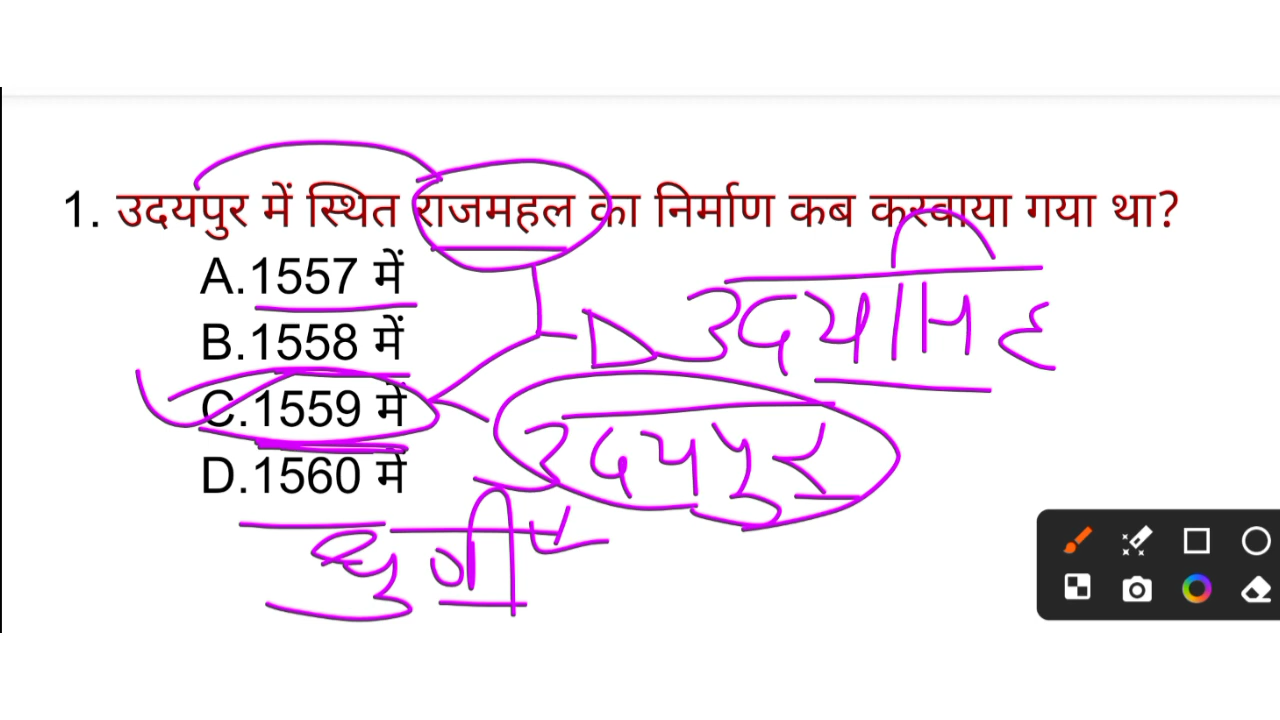 1. उदयपुर में स्थित राजमहल का निर्माण कब करवाया गया था?
A.1557 में
B.1558 में
उदयसिंह
C.1559 में
उदयपुर
D.1560 में